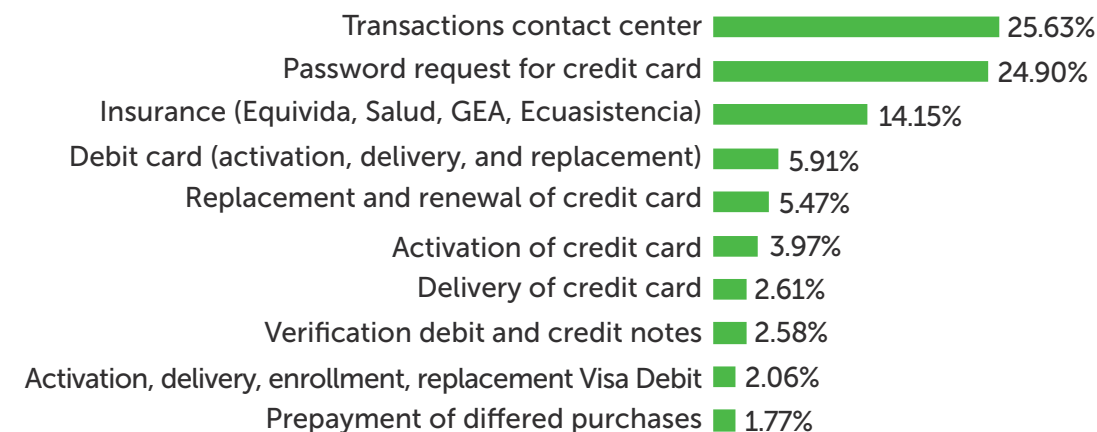 Transactions contact center 25.63%
Password request for credit card 24.90%
Insurance (Equivida, Salud, GEA, Ecuasistencia) 14.15%
Debit card (activation, delivery, and replacement) 5.91%
Replacement and renewal of credit card 5.47%
Activation of credit card 3.97%
Delivery of credit card 2.61%
Verification debit and credit notes 2.58%
Activation, delivery, enrollment, replacement Visa Debit 2.06%
Prepayment of differed purchases 1.77%